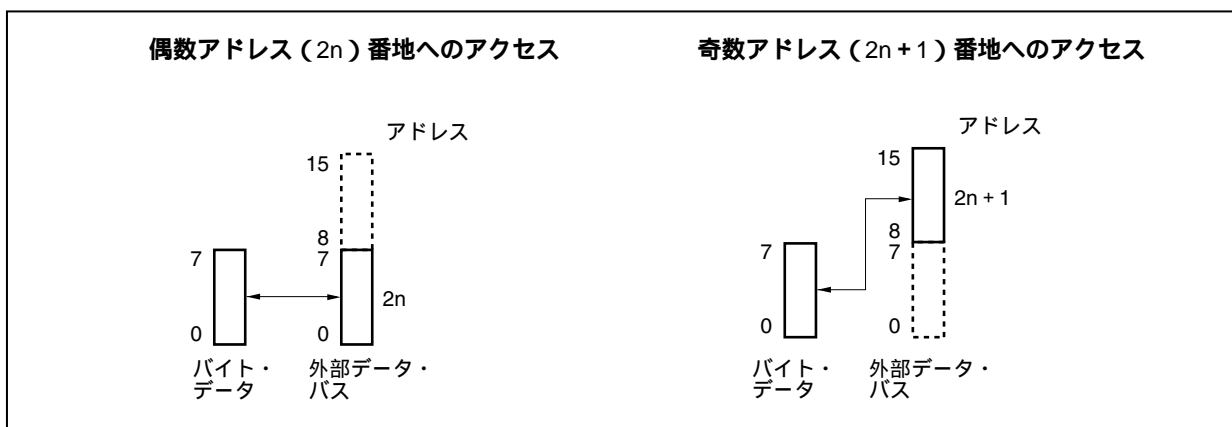 偶数アドレス（2n）番地へのアクセス
アドレス
15
8
7
7
2n
0
0
バイト・
データ
外部データ・
バス
奇数アドレス（2n + 1）番地へのアクセス
アドレス
15
2n + 1
8
7
7
0
0
バイト・
データ
外部データ・
バス